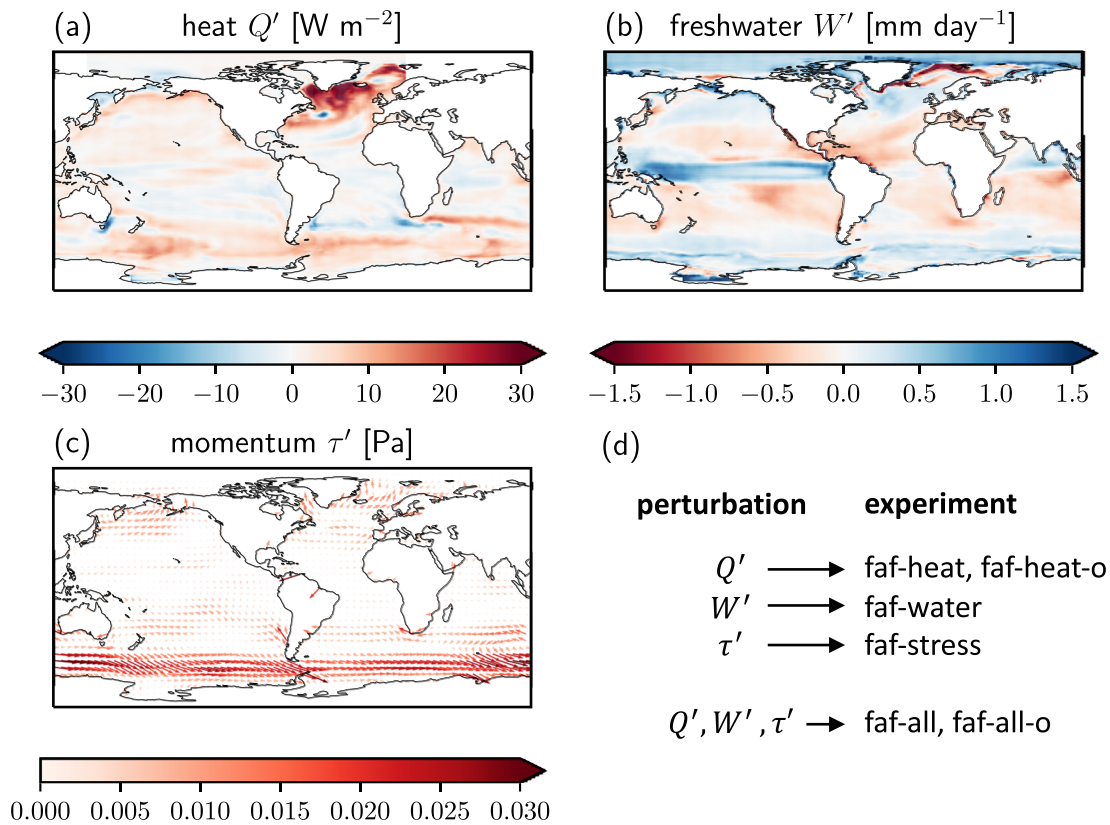 (a) heat Q′ [W m⁻²]
−30 −20 −10 0 10 20 30
(b) freshwater W′ [mm day⁻¹]
−1.5 −1.0 −0.5 0.0 0.5 1.0 1.5
(c) momentum τ′ [Pa]
0.000 0.005 0.010 0.015 0.020 0.025 0.030
(d)
perturbation experiment
Q′ → faf-heat, faf-heat-o
W′ → faf-water
τ′ → faf-stress
Q′, W′, τ′ → faf-all, faf-all-o